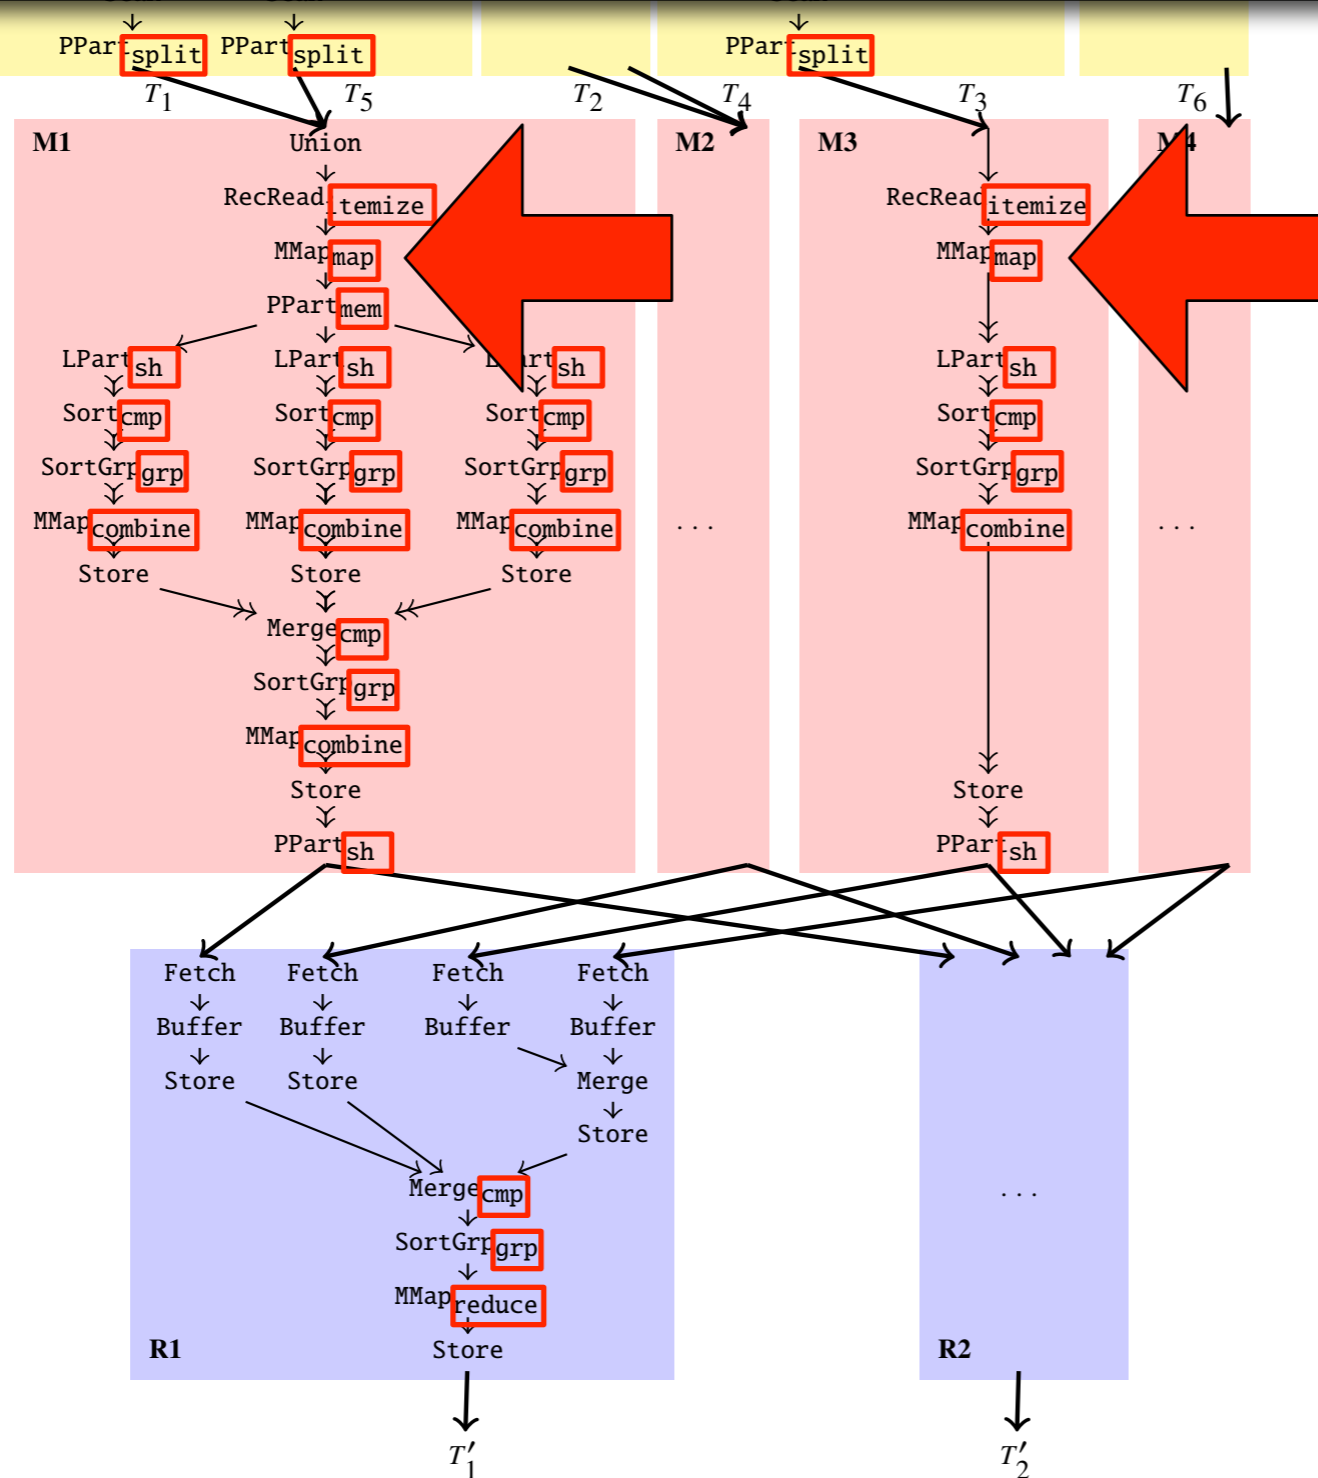 PPart split PPart split PPart split
T1 T5 T2 T4 T3 T6
M1 Union M2 M3 M4
RecRead itemize RecRead itemize
MMap map MMap map
PPart mem
LPart sh LPart sh LPart sh LPart sh
Sort cmp Sort cmp Sort cmp Sort cmp
SortGrp grp SortGrp grp SortGrp grp SortGrp grp
MMap combine MMap combine MMap combine ... MMap combine ...
Store Store Store
Merge cmp
SortGrp grp
MMap combine
Store Store
PPart sh PPart sh
Fetch Fetch Fetch Fetch
Buffer Buffer Buffer Buffer
Store Store Merge
Store
Merge cmp ...
SortGrp grp
MMap reduce
R1 Store R2
T′1 T′2